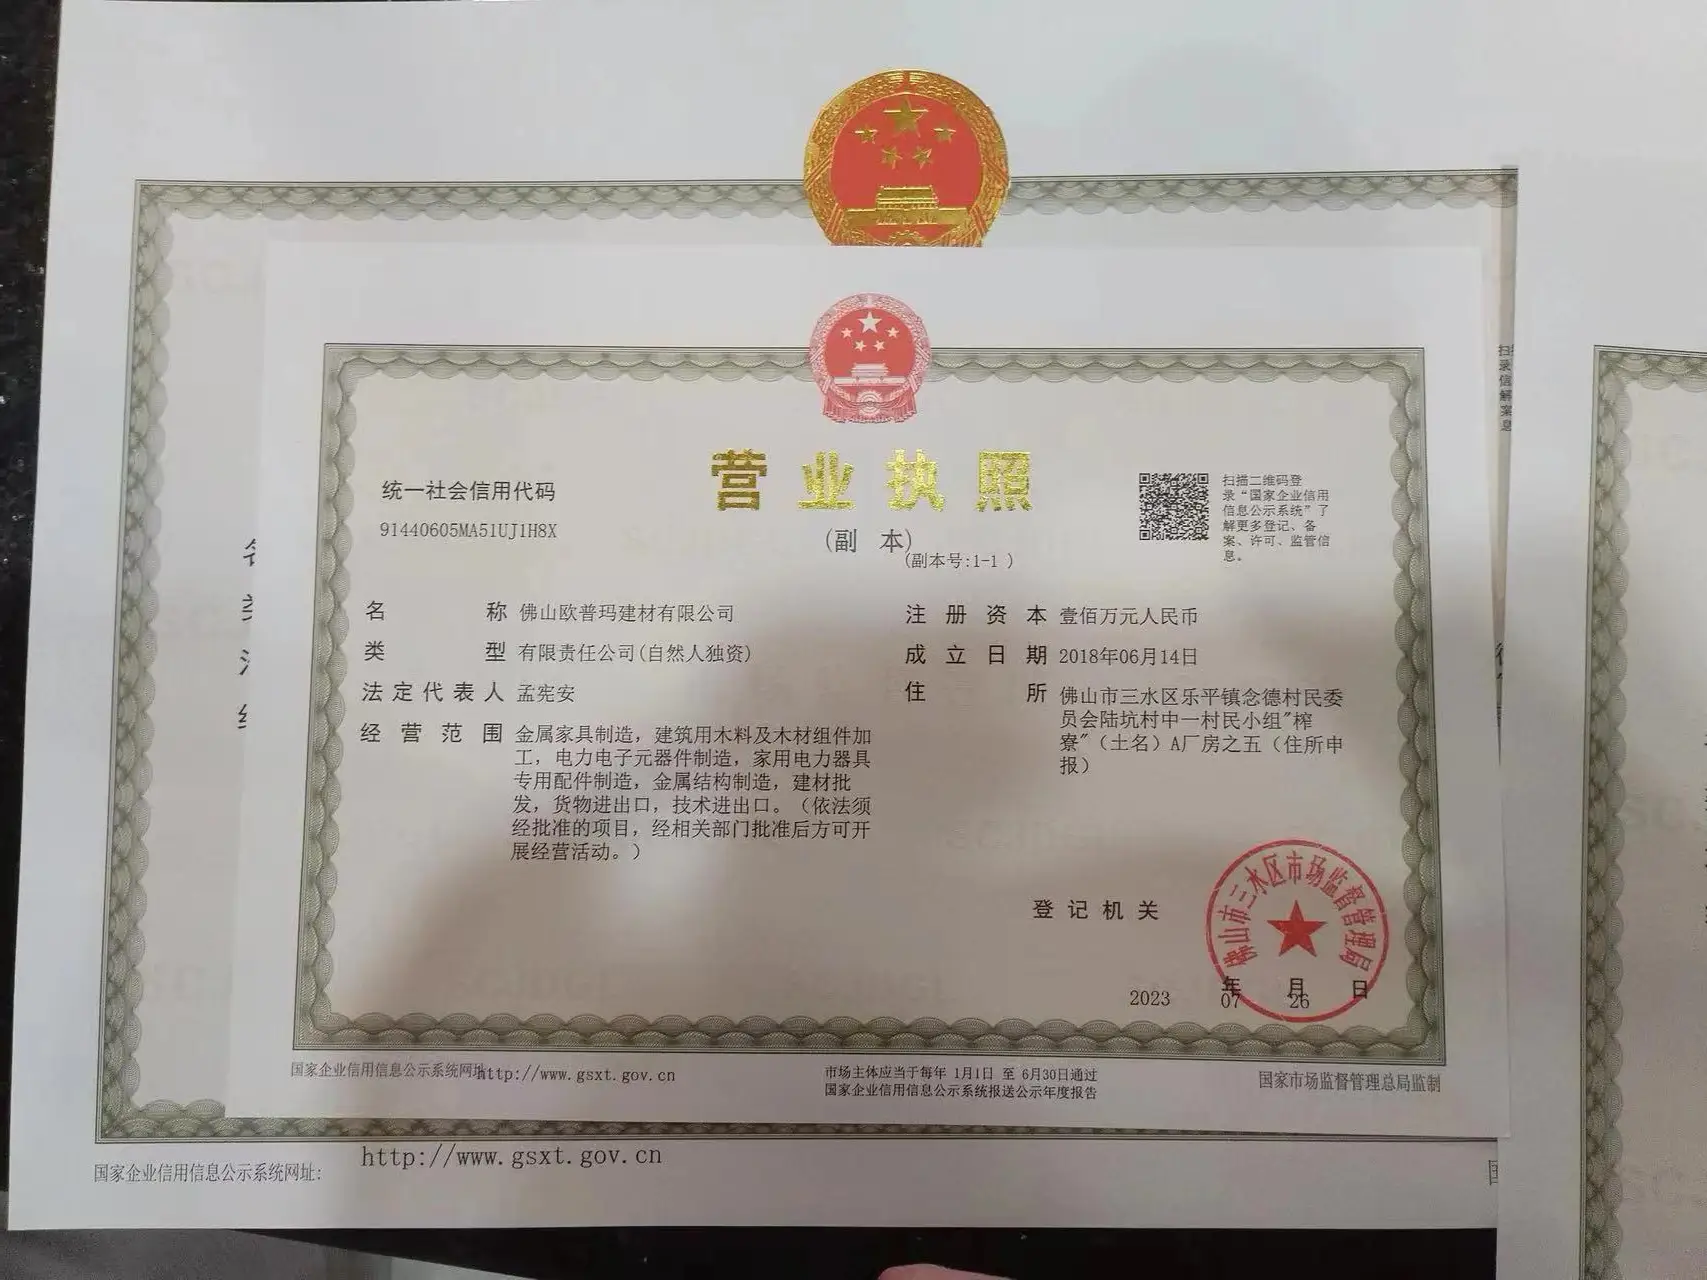 营业执照
(副 本)
(副本号:1-1 )
统一社会信用代码
91440605MA51UJ1H8X
扫描二维码登
录“国家企业信用
信息公示系统”了
解更多登记、备
案、许可、监管信
息。
名 称 佛山欧普玛建材有限公司
类 型 有限责任公司(自然人独资)
法定代表人 孟宪安
经营范围 金属家具制造，建筑用木料及木材组件加
工，电力电子元器件制造，家用电力器具
专用配件制造，金属结构制造，建材批
发，货物进出口，技术进出口。（依法须
经批准的项目，经相关部门批准后方可开
展经营活动。）
注册资本 壹佰万元人民币
成立日期 2018年06月14日
住 所 佛山市三水区乐平镇念德村民委
员会陆坑村中一村民小组"榨
寮"（土名）A厂房之五（住所申
报）
登记机关
佛山市三水区市场监督管理局
2023 年 07 月 26 日
国家企业信用信息公示系统网址http://www.gsxt.gov.cn
市场主体应当于每年 1月1日 至 6月30日通过
国家企业信用信息公示系统报送公示年度报告
国家市场监督管理总局监制
国家企业信用信息公示系统网址: http://www.gsxt.gov.cn